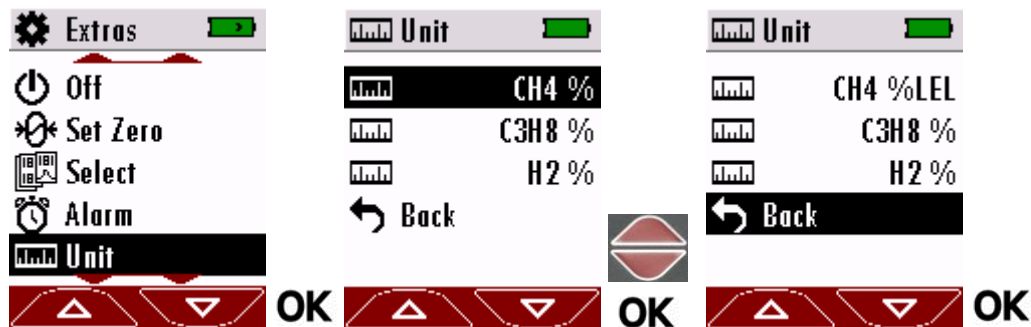 Extras
Off
Set Zero
Select
Alarm
Unit
OK
Unit
CH4 %
C3H8 %
H2 %
Back
OK
Unit
CH4 %LEL
C3H8 %
H2 %
Back
OK